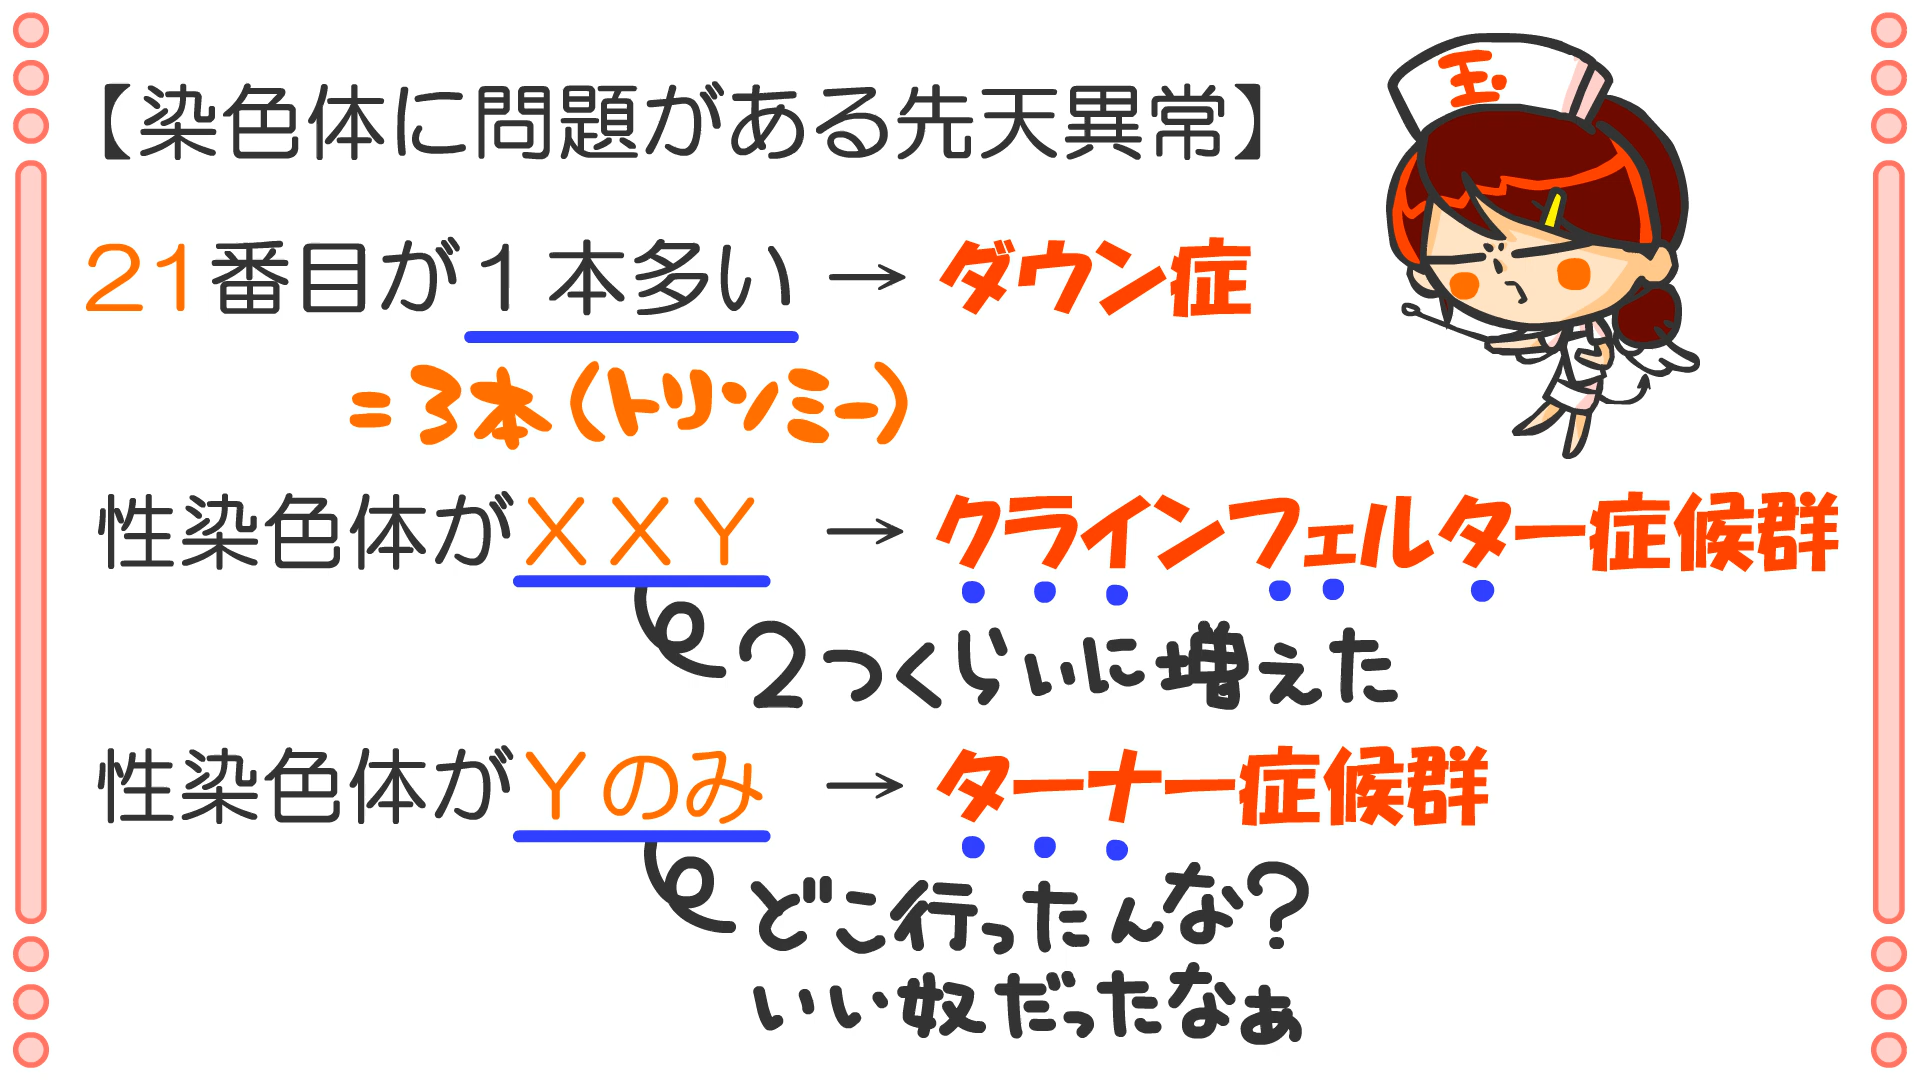 玉
【染色体に問題がある先天異常】
21番目が１本多い → ダウン症
＝3本（トリソミー）
性染色体がＸＸＹ → クラインフェルター症候群
2つくらいに増えた
性染色体がＹのみ → ターナー症候群
どこ行ったんな？
いい奴だったなぁ